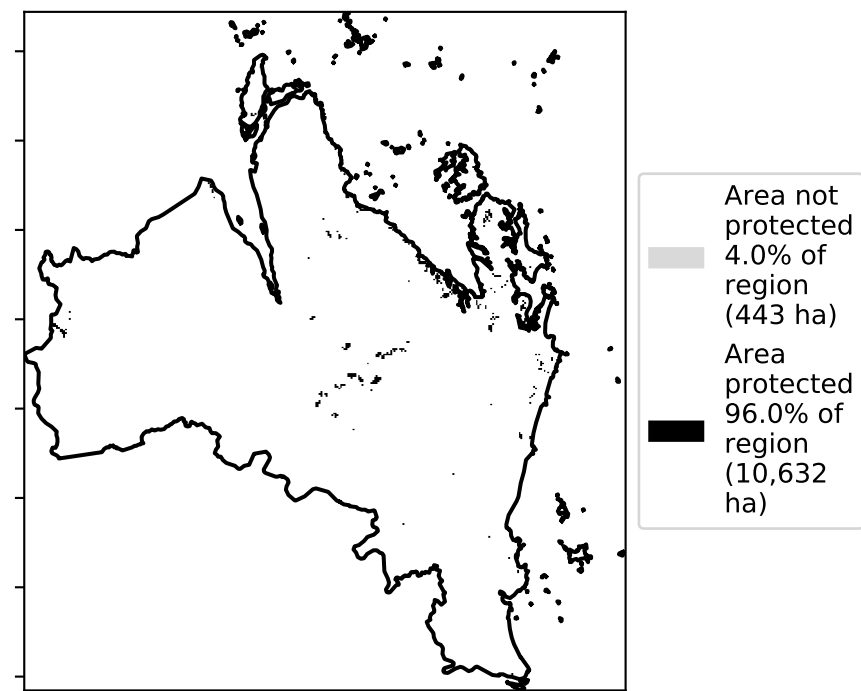 Area not
protected
4.0% of
region
(443 ha)
Area
protected
96.0% of
region
(10,632
ha)